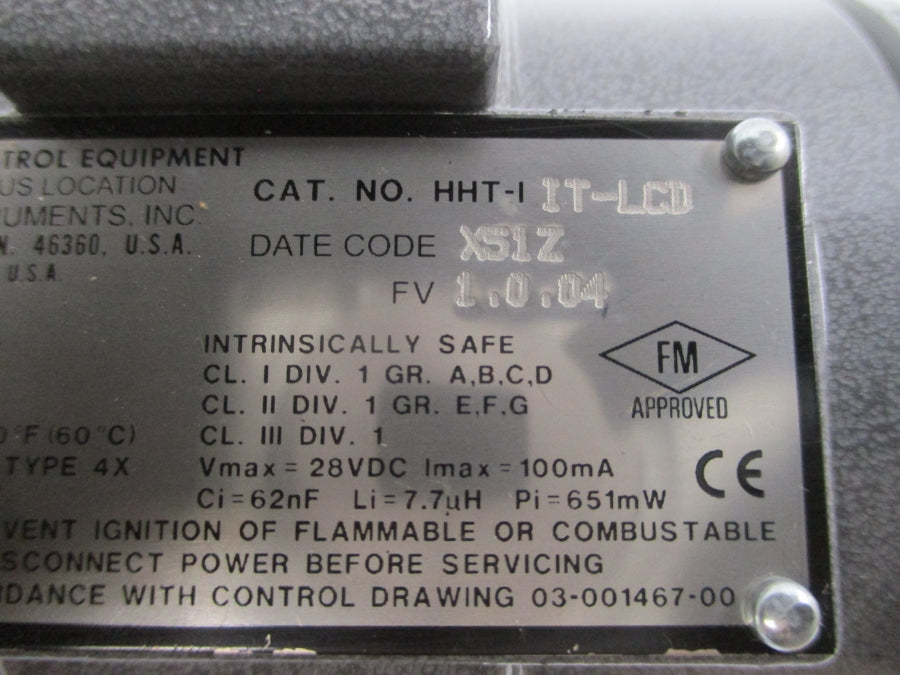 TROL EQUIPMENT
US LOCATION
UMENTS, INC.
N. 46360, U.S.A.
U.S.A.
CAT. NO. HHT-I IT-LCD
DATE CODE X51Z
FV 1.0.04
INTRINSICALLY SAFE
CL. I DIV. 1 GR. A,B,C,D
CL. II DIV. 1 GR. E,F,G
CL. III DIV. 1
FM
APPROVED
0°F (60°C)
TYPE 4X
Vmax = 28VDC Imax = 100mA
Ci = 62nF Li = 7.7µH Pi = 651mW
CE
VENT IGNITION OF FLAMMABLE OR COMBUSTABLE
SCONNECT POWER BEFORE SERVICING
DANCE WITH CONTROL DRAWING 03-001467-00